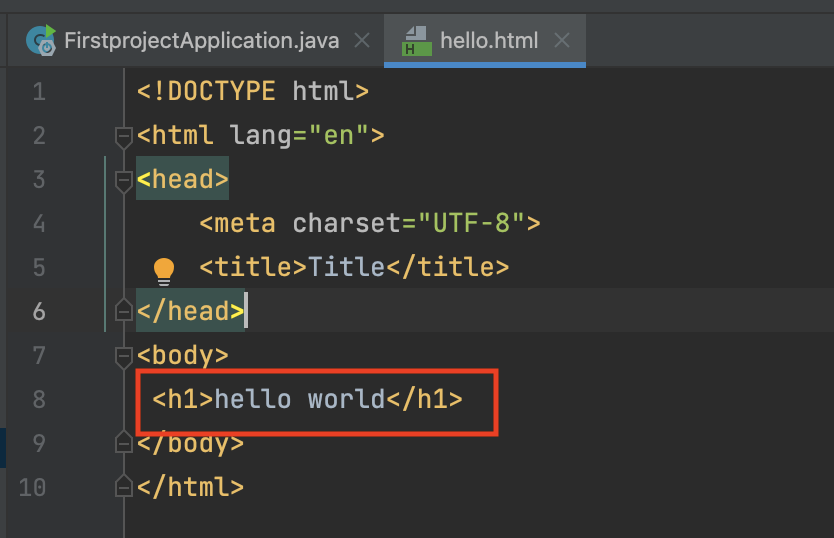 FirstprojectApplication.java hello.html
1 <!DOCTYPE html>
2 <html lang="en">
3 <head>
4 <meta charset="UTF-8">
5 <title>Title</title>
6 </head>
7 <body>
8 <h1>hello world</h1>
9 </body>
10 </html>